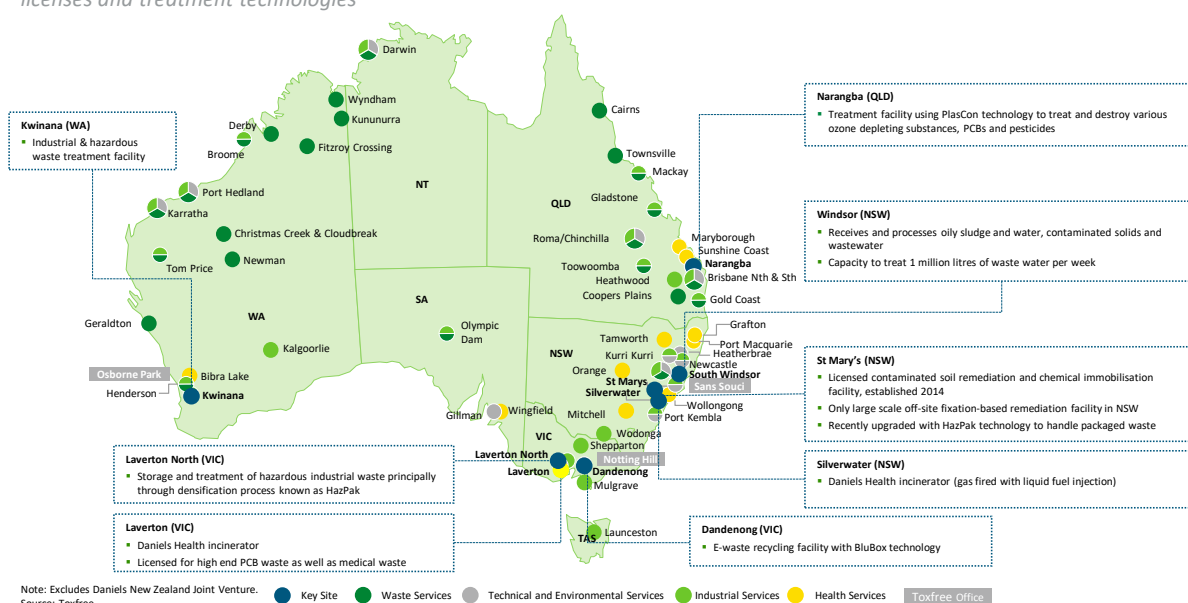 licenses and treatment technologies
Darwin
Wyndham
Kununurra
Derby
Broome
Fitzroy Crossing
Port Hedland
Karratha
Christmas Creek & Cloudbreak
Tom Price
Newman
Geraldton
WA
Kalgoorlie
Osborne Park
Bibra Lake
Henderson
Kwinana
NT
SA
Olympic
Dam
Gillman
Wingfield
Cairns
Townsville
Mackay
Gladstone
QLD
Roma/Chinchilla
Maryborough
Sunshine Coast
Narangba
Toowoomba
Heathwood
Brisbane Nth & Sth
Coopers Plains
Gold Coast
Grafton
Tamworth
Port Macquarie
NSW
Kurri Kurri
Heatherbrae
Newcastle
Orange
South Windsor
St Marys
Sans Souci
Silverwater
Wollongong
Mitchell
Port Kembla
VIC
Wodonga
Shepparton
Laverton North
Notting Hill
Laverton
Dandenong
Mulgrave
Launceston
TAS
Kwinana (WA)
Industrial & hazardous
waste treatment facility
Narangba (QLD)
Treatment facility using PlasCon technology to treat and destroy various
ozone depleting substances, PCBs and pesticides
Windsor (NSW)
Receives and processes oily sludge and water, contaminated solids and
wastewater
Capacity to treat 1 million litres of waste water per week
St Mary's (NSW)
Licensed contaminated soil remediation and chemical immobilisation
facility, established 2014
Only large scale off-site fixation-based remediation facility in NSW
Recently upgraded with HazPak technology to handle packaged waste
Silverwater (NSW)
Daniels Health incinerator (gas fired with liquid fuel injection)
Laverton North (VIC)
Storage and treatment of hazardous industrial waste principally
through densification process known as HazPak
Laverton (VIC)
Daniels Health incinerator
Licensed for high end PCB waste as well as medical waste
Dandenong (VIC)
E-waste recycling facility with BluBox technology
Note: Excludes Daniels New Zealand Joint Venture.
Source: Toxfree
Key Site
Waste Services
Technical and Environmental Services
Industrial Services
Health Services
Toxfree Office